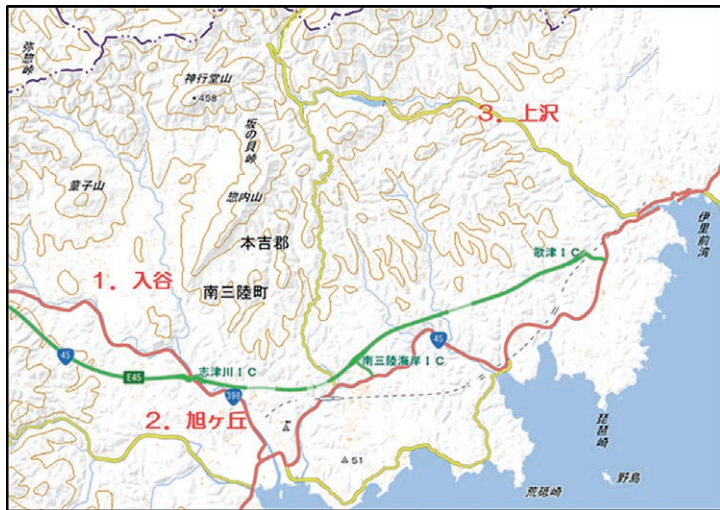 弥惣峠
神行堂山
・458
坂の貝峠
3. 上沢
童子山
惣内山
伊里前湾
本吉郡
歌津IC
1. 入谷
南三陸町
45
45
南三陸海岸IC
志津川IC
E45
398
2. 旭ヶ丘
51
琵琶崎
荒砥崎
野島